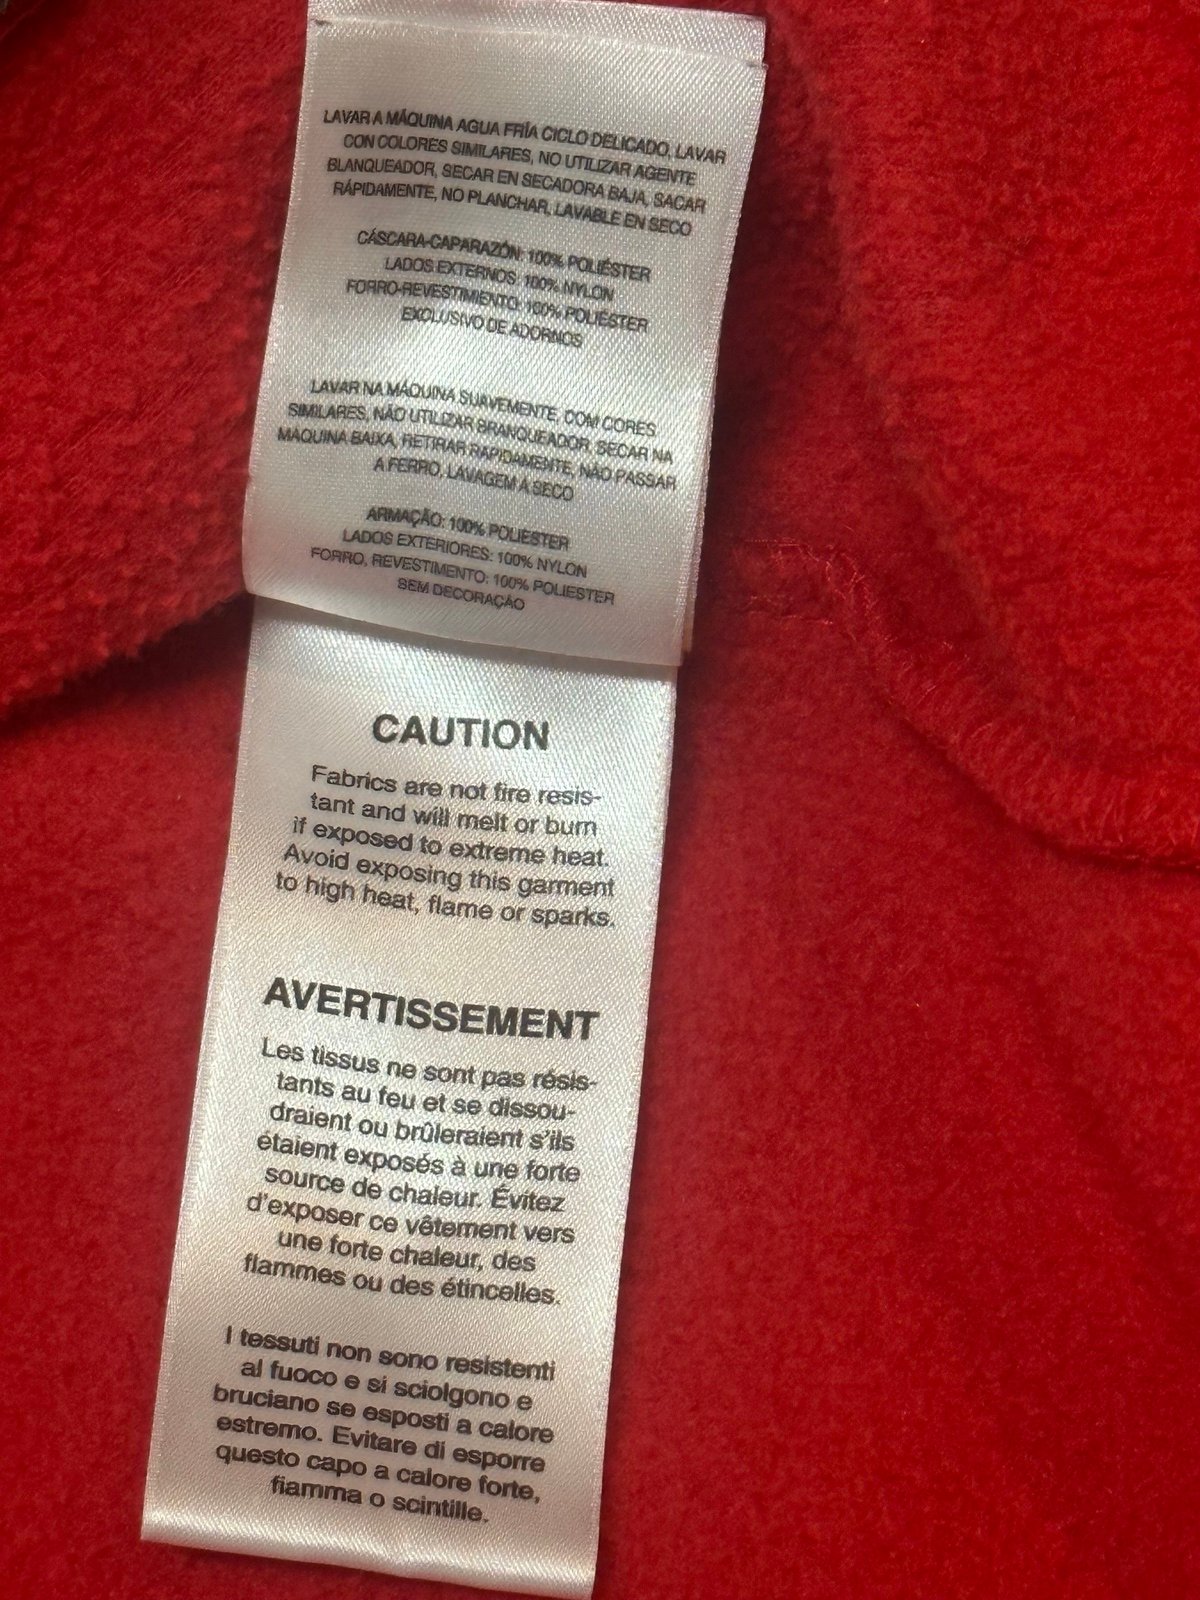 LAVAR A MÁQUINA AGUA FRÍA CICLO DELICADO, LAVAR
CON COLORES SIMILARES, NO UTILIZAR AGENTE
BLANQUEADOR, SECAR EN SECADORA BAJA, SACAR
RÁPIDAMENTE, NO PLANCHAR, LAVABLE EN SECO
CÁSCARA-CAPARAZÓN: 100% POLIÉSTER
LADOS EXTERNOS: 100% NYLON
FORRO-REVESTIMIENTO: 100% POLIÉSTER
EXCLUSIVO DE ADORNOS
LAVAR NA MÁQUINA SUAVEMENTE, COM CORES
SIMILARES, NÃO UTILIZAR BRANQUEADOR, SECAR NA
MÁQUINA BAIXA, RETIRAR RAPIDAMENTE, NÃO PASSAR
A FERRO, LAVAGEM A SECO
ARMAÇÃO: 100% POLIESTER
LADOS EXTERIORES: 100% NYLON
FORRO, REVESTIMENTO: 100% POLIESTER
SEM DECORAÇÃO
CAUTION
Fabrics are not fire resis-
tant and will melt or burn
if exposed to extreme heat.
Avoid exposing this garment
to high heat, flame or sparks.
AVERTISSEMENT
Les tissus ne sont pas résis-
tants au feu et se dissou-
draient ou brûleraient s'ils
étaient exposés à une forte
source de chaleur. Évitez
d'exposer ce vêtement vers
une forte chaleur, des
flammes ou des étincelles.
I tessuti non sono resistenti
al fuoco e si sciolgono e
bruciano se esposti a calore
estremo. Evitare di esporre
questo capo a calore forte,
fiamma o scintille.